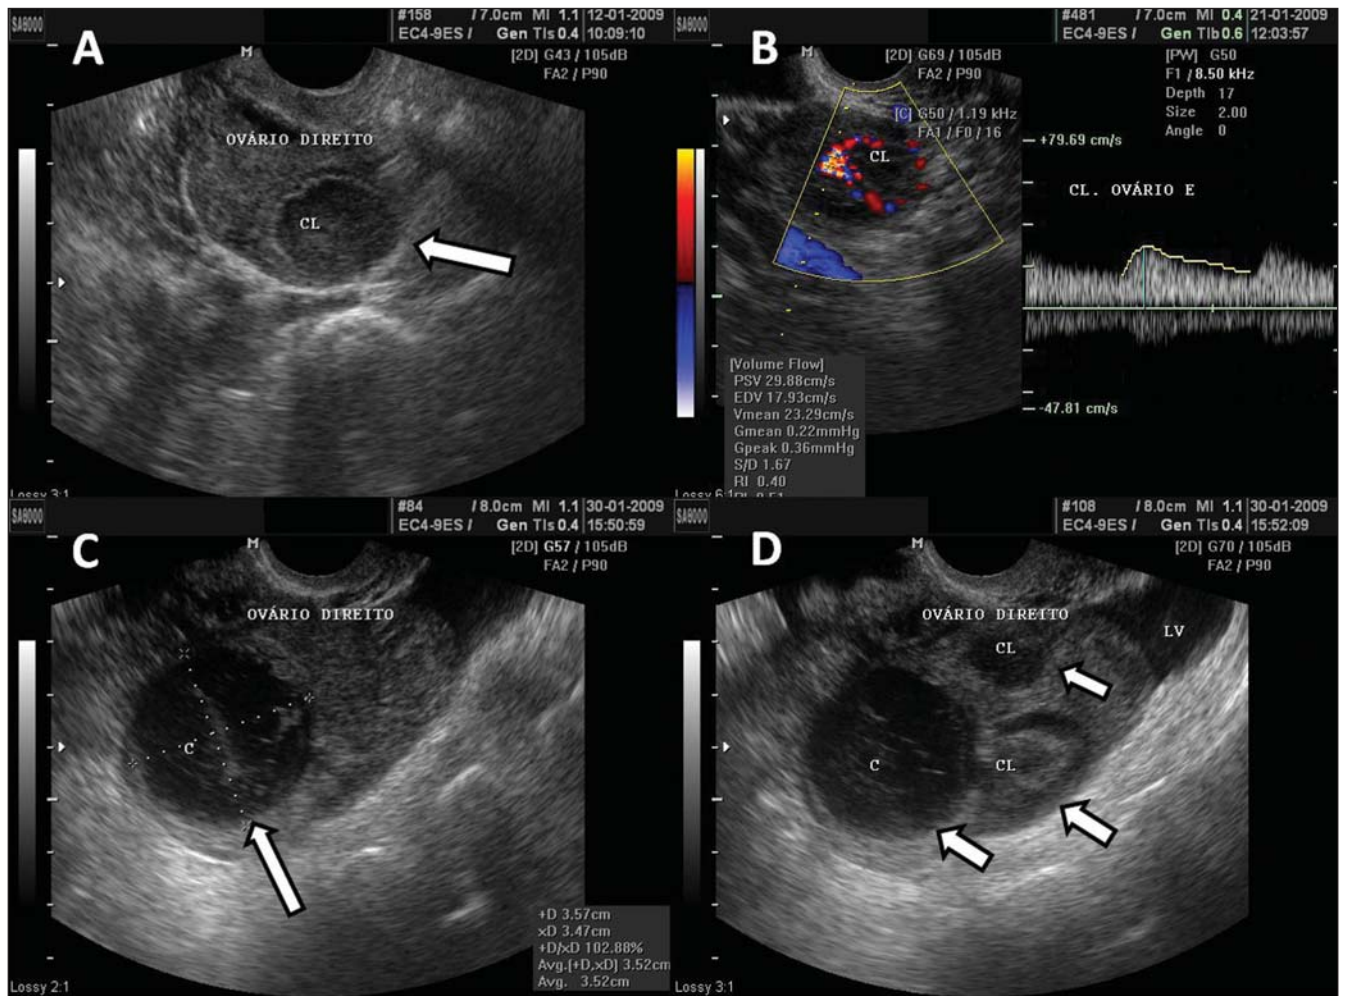 A
SA8000
#158 / 7.0cm MI 1.1 12-01-2009
EC4-9ES / Gen TIs 0.4 10:09:10
M
[2D] G43 / 105dB
FA2 / P90
OVÁRIO DIREITO
CL
Lossy 3:1
B
SA8000
#481 / 7.0cm MI 0.4 21-01-2009
EC4-9ES / Gen TIb 0.6 12:03:57
M
[2D] G69 / 105dB
FA2 / P90
[C] G50 / 1.19 kHz
FA1 / F0 / 16
[PW] G50
F1 / 8.50 kHz
Depth 17
Size 2.00
Angle 0
+79.69 cm/s
CL
CL. OVÁRIO E
-47.81 cm/s
[Volume Flow]
PSV 29.88cm/s
EDV 17.93cm/s
Vmean 23.29cm/s
Gmean 0.22mmHg
Gpeak 0.36mmHg
S/D 1.67
RI 0.40
Lossy 6:1
C
SA8000
#84 / 8.0cm MI 1.1 30-01-2009
EC4-9ES / Gen TIs 0.4 15:50:59
M
[2D] G57 / 105dB
FA2 / P90
OVÁRIO DIREITO
C
+D 3.57cm
xD 3.47cm
+D/xD 102.88%
Avg.[+D,xD] 3.52cm
Avg. 3.52cm
Lossy 2:1
D
SA8000
#108 / 8.0cm MI 1.1 30-01-2009
EC4-9ES / Gen TIs 0.4 15:52:09
M
[2D] G70 / 105dB
FA2 / P90
OVÁRIO DIREITO
LV
CL
C
CL
Lossy 3:1